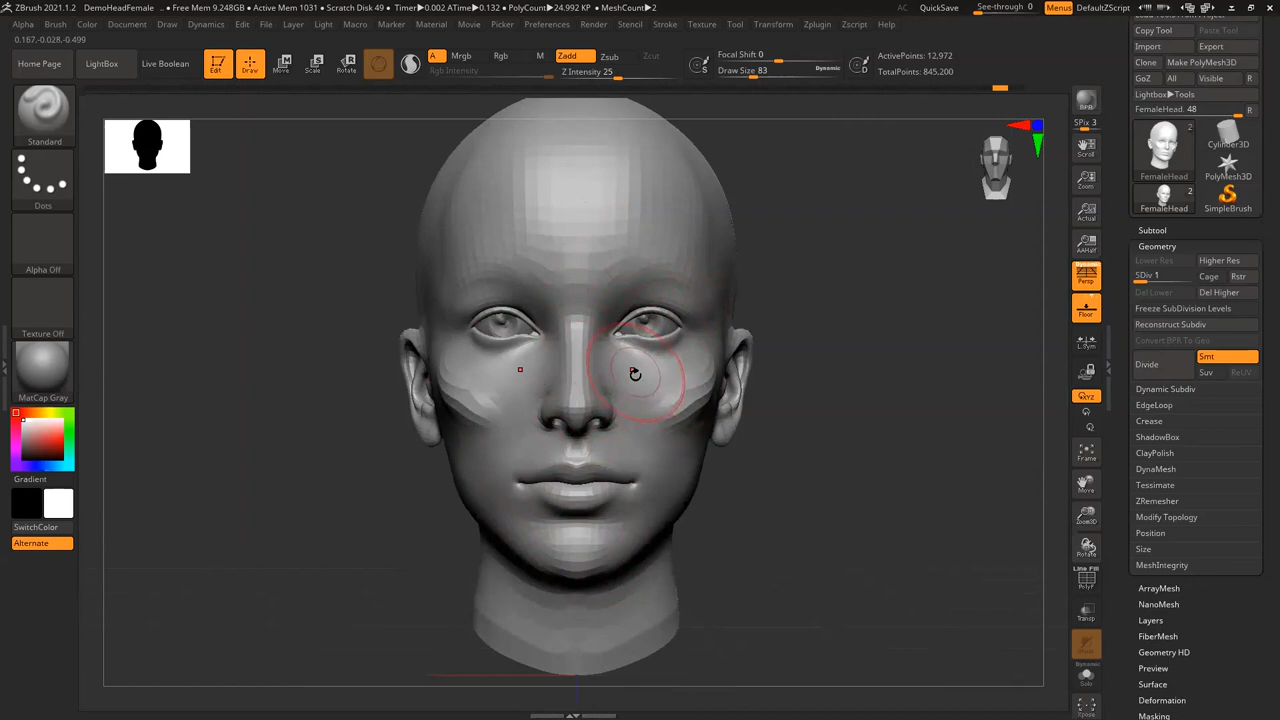 ZBrush 2021.1.2 DemoHeadFemale .. • Free Mem 9.248GB • Active Mem 1031 • Scratch Disk 49 • Timer▶0.002 ATime▶0.132 • PolyCount▶24.992 KP • MeshCount▶2 AC QuickSave See-through 0 Menus DefaultZScript
Alpha Brush Color Document Draw Dynamics Edit File Layer Light Macro Marker Material Movie Picker Preferences Render Stencil Stroke Texture Tool Transform Zplugin Zscript Help
0.167,-0.028,-0.499
Home Page LightBox Live Boolean Edit Draw Move Scale Rotate
A Mrgb Rgb M Zadd Zsub Zcut
Rgb Intensity Z Intensity 25
Focal Shift 0
Draw Size 83 Dynamic
S D
ActivePoints: 12,972
TotalPoints: 845,200
Standard
Dots
Alpha Off
Texture Off
MatCap Gray
Gradient
SwitchColor
Alternate
BPR
SPix 3
Scroll
Zoom
Actual
AAHalf
Dynamic
Persp
Floor
L.Sym
XYZ
Frame
Move
Zoom3D
Rotate
Line Fill
PolyF
Transp
Dynamic
Solo
Xpose
Load Tools From Project
Copy Tool Paste Tool
Import Export
Clone Make PolyMesh3D
GoZ All Visible R
Lightbox▶Tools
FemaleHead. 48 R
2
FemaleHead
Cylinder3D
PolyMesh3D
2
FemaleHead
SimpleBrush
Subtool
Geometry
Lower Res Higher Res
SDiv 1 Cage Rstr
Del Lower Del Higher
Freeze SubDivision Levels
Reconstruct Subdiv
Convert BPR To Geo
Divide Smt
Suv ReUV
Dynamic Subdiv
EdgeLoop
Crease
ShadowBox
ClayPolish
DynaMesh
Tessimate
ZRemesher
Modify Topology
Position
Size
MeshIntegrity
ArrayMesh
NanoMesh
Layers
FiberMesh
Geometry HD
Preview
Surface
Deformation
Masking